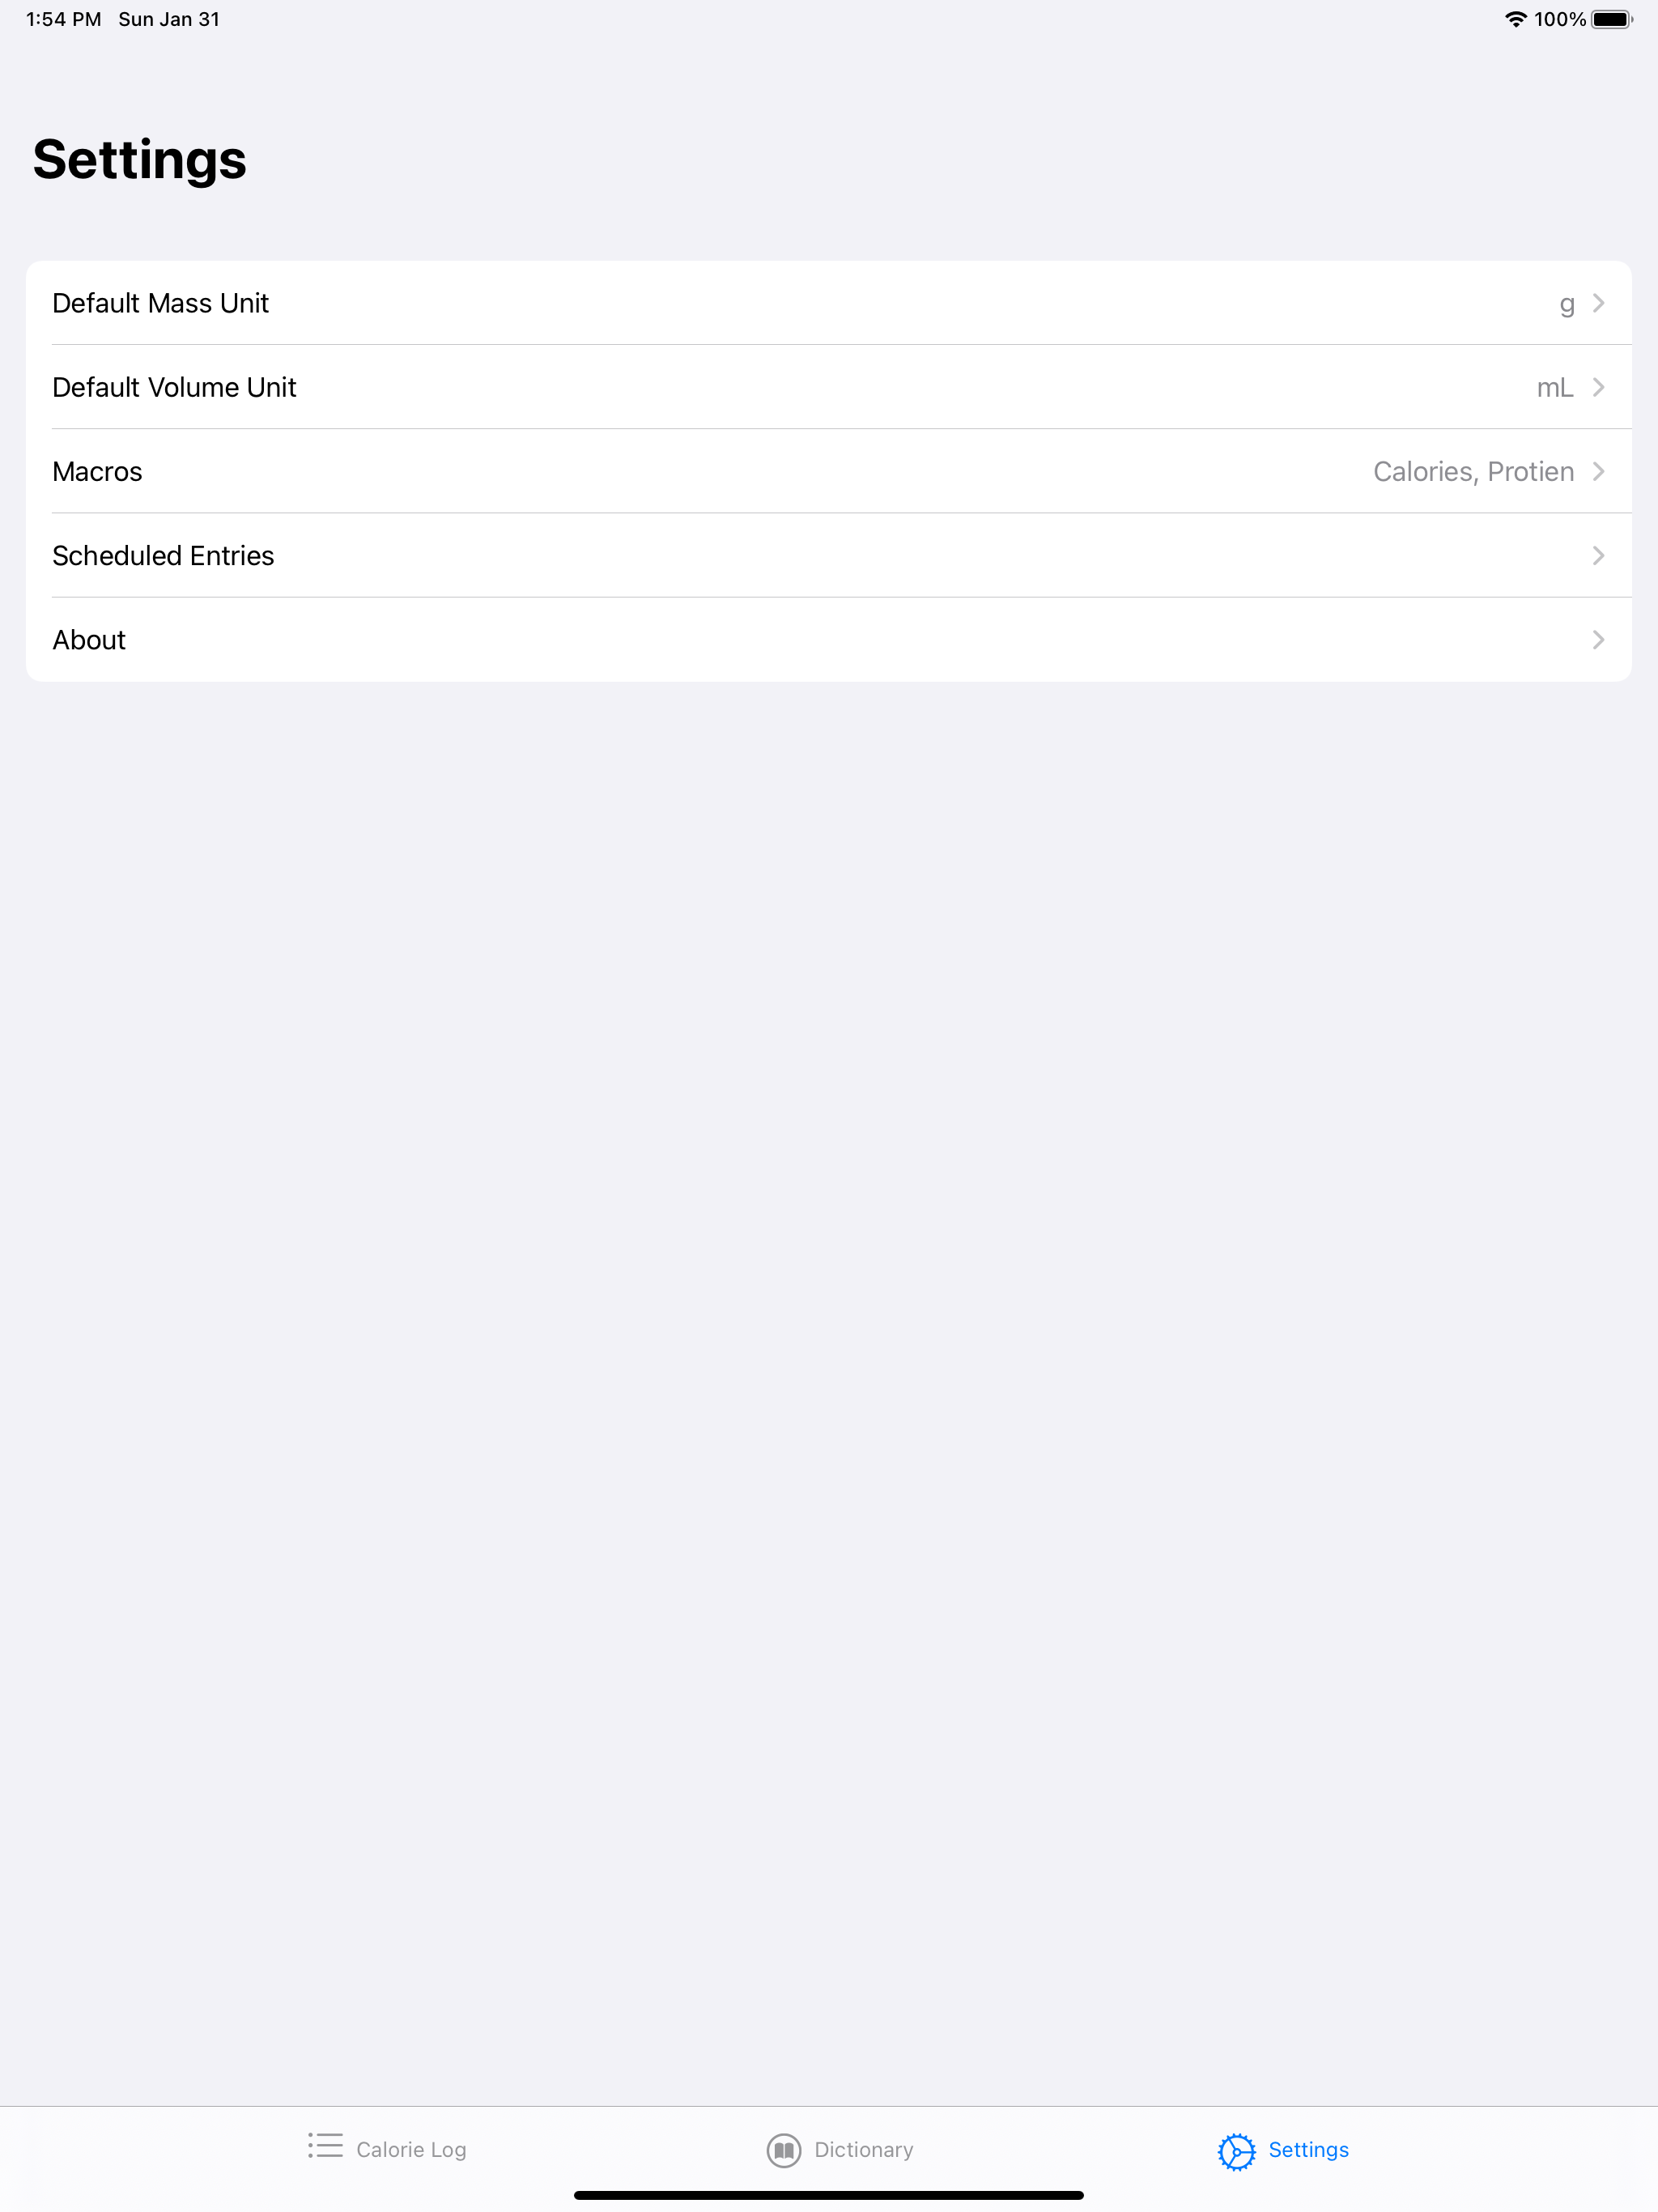 1:54 PM Sun Jan 31 100%
Settings
Default Mass Unit g
Default Volume Unit mL
Macros Calories, Protien
Scheduled Entries
About
Calorie Log Dictionary Settings